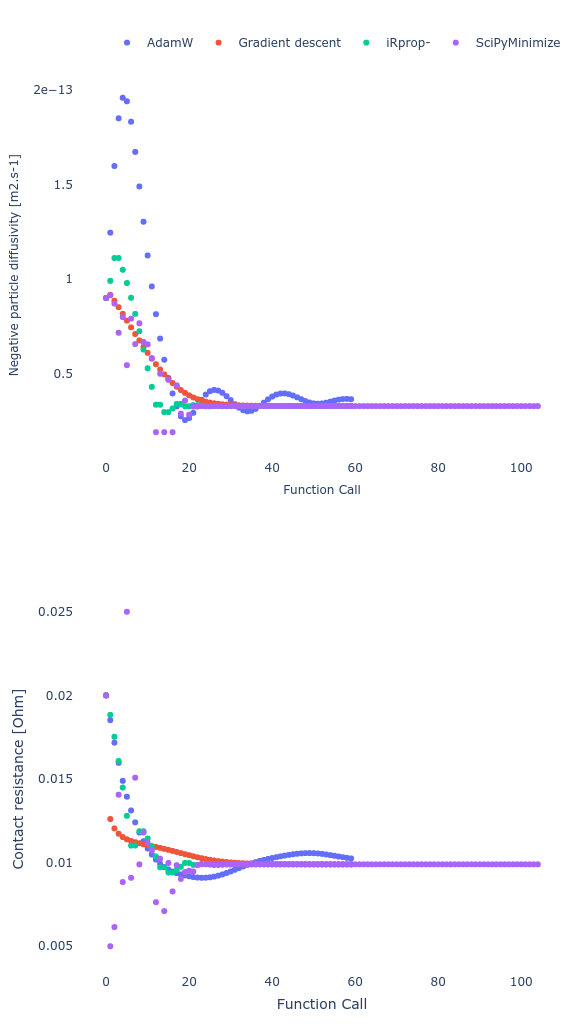 AdamW Gradient descent iRprop- SciPyMinimize
2e−13
1.5
1
0.5
Negative particle diffusivity [m2.s-1]
0 20 40 60 80 100
Function Call
0.025
0.02
0.015
0.01
0.005
Contact resistance [Ohm]
0 20 40 60 80 100
Function Call